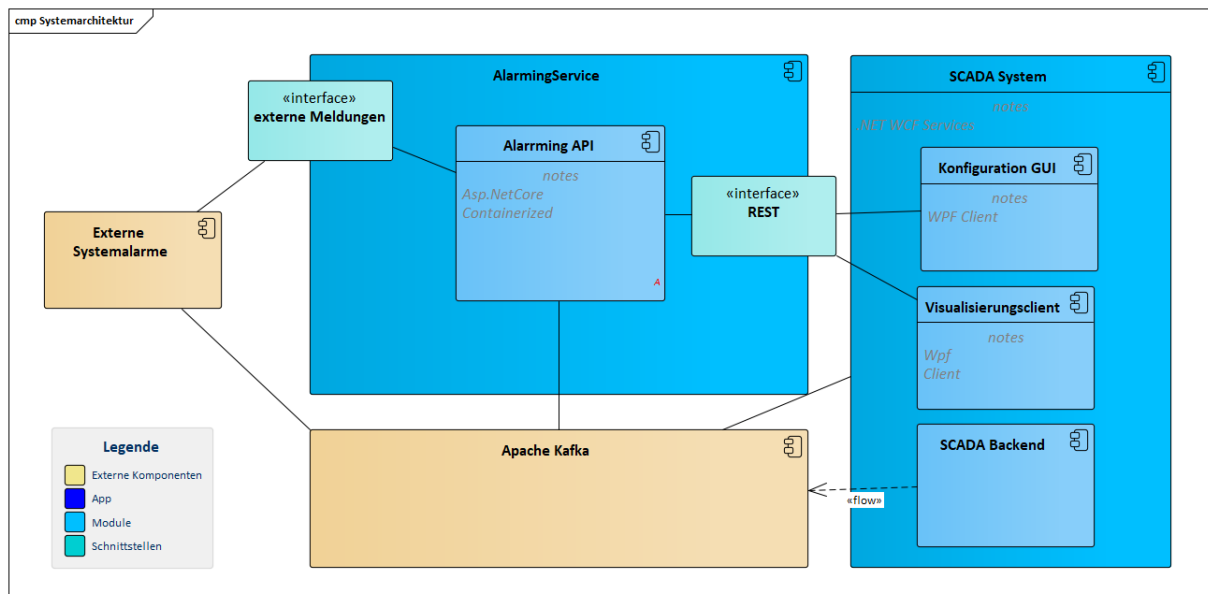 cmp Systemarchitektur
AlarmingService
SCADA System
notes
.NFT WCF Services
«interface»
externe Meldungen
Alarrming API
notes
Asp.NetCore
Containerized
A
«interface»
REST
Konfiguration GUI
notes
WPF Client
Externe
Systemalarme
Visualisierungsclient
notes
Wpf
Client
Apache Kafka
SCADA Backend
«flow»
Legende
Externe Komponenten
App
Module
Schnittstellen